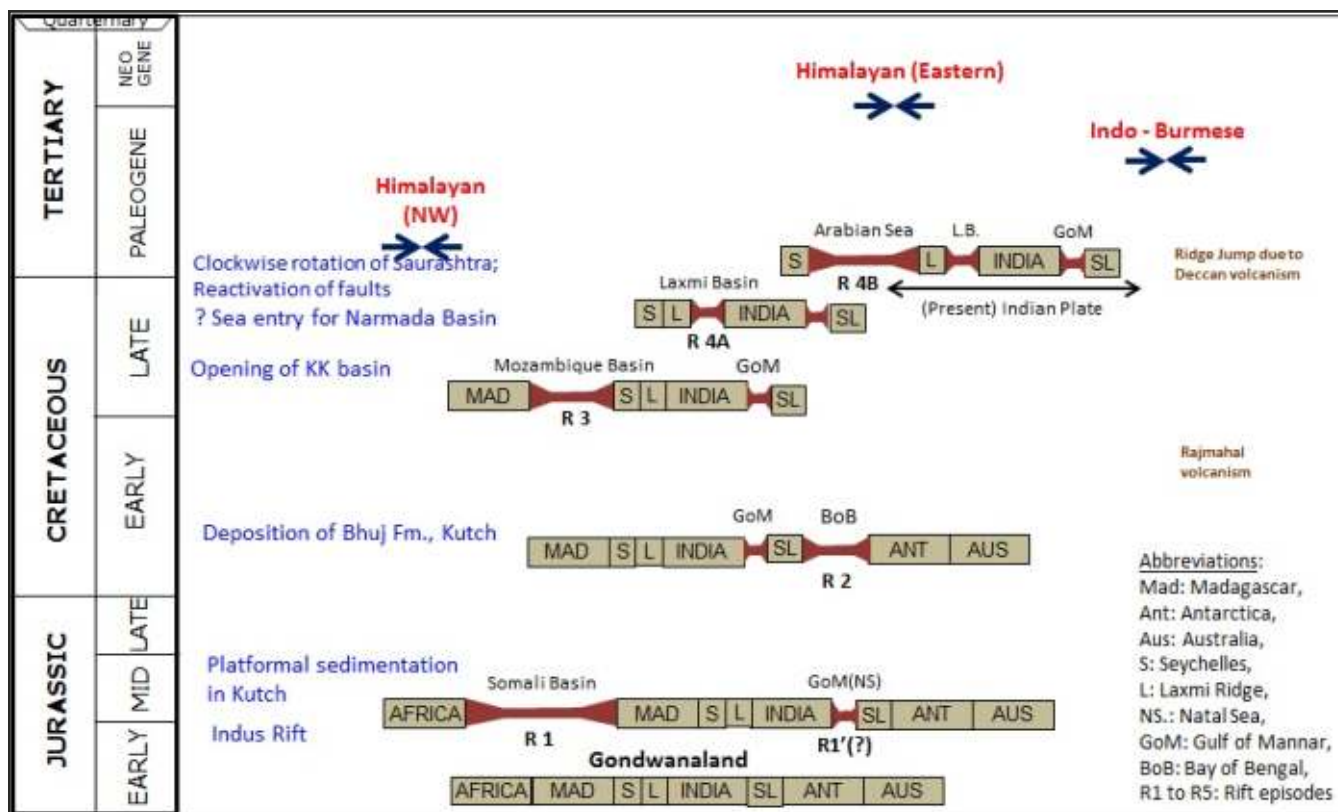 Quarternary
TERTIARY
NEO
GENE
PALEOGENE
CRETACEOUS
LATE
EARLY
JURASSIC
LATE
MID
EARLY
Himalayan (Eastern)
Indo - Burmese
Himalayan
(NW)
Arabian Sea L.B. GoM
S L INDIA SL
R 4B
(Present) Indian Plate
Ridge Jump due to
Deccan volcanism
Clockwise rotation of Saurashtra;
Reactivation of faults
? Sea entry for Narmada Basin
Laxmi Basin
S L INDIA SL
R 4A
Opening of KK basin
Mozambique Basin GoM
MAD S L INDIA SL
R 3
Rajmahal
volcanism
Deposition of Bhuj Fm., Kutch
GoM BoB
MAD S L INDIA SL ANT AUS
R 2
Platformal sedimentation
in Kutch
Indus Rift
Somali Basin GoM(NS)
AFRICA MAD S L INDIA SL ANT AUS
R 1 R1'(?)
Gondwanaland
AFRICA MAD S L INDIA SL ANT AUS
Abbreviations:
Mad: Madagascar,
Ant: Antarctica,
Aus: Australia,
S: Seychelles,
L: Laxmi Ridge,
NS.: Natal Sea,
GoM: Gulf of Mannar,
BoB: Bay of Bengal,
R1 to R5: Rift episodes